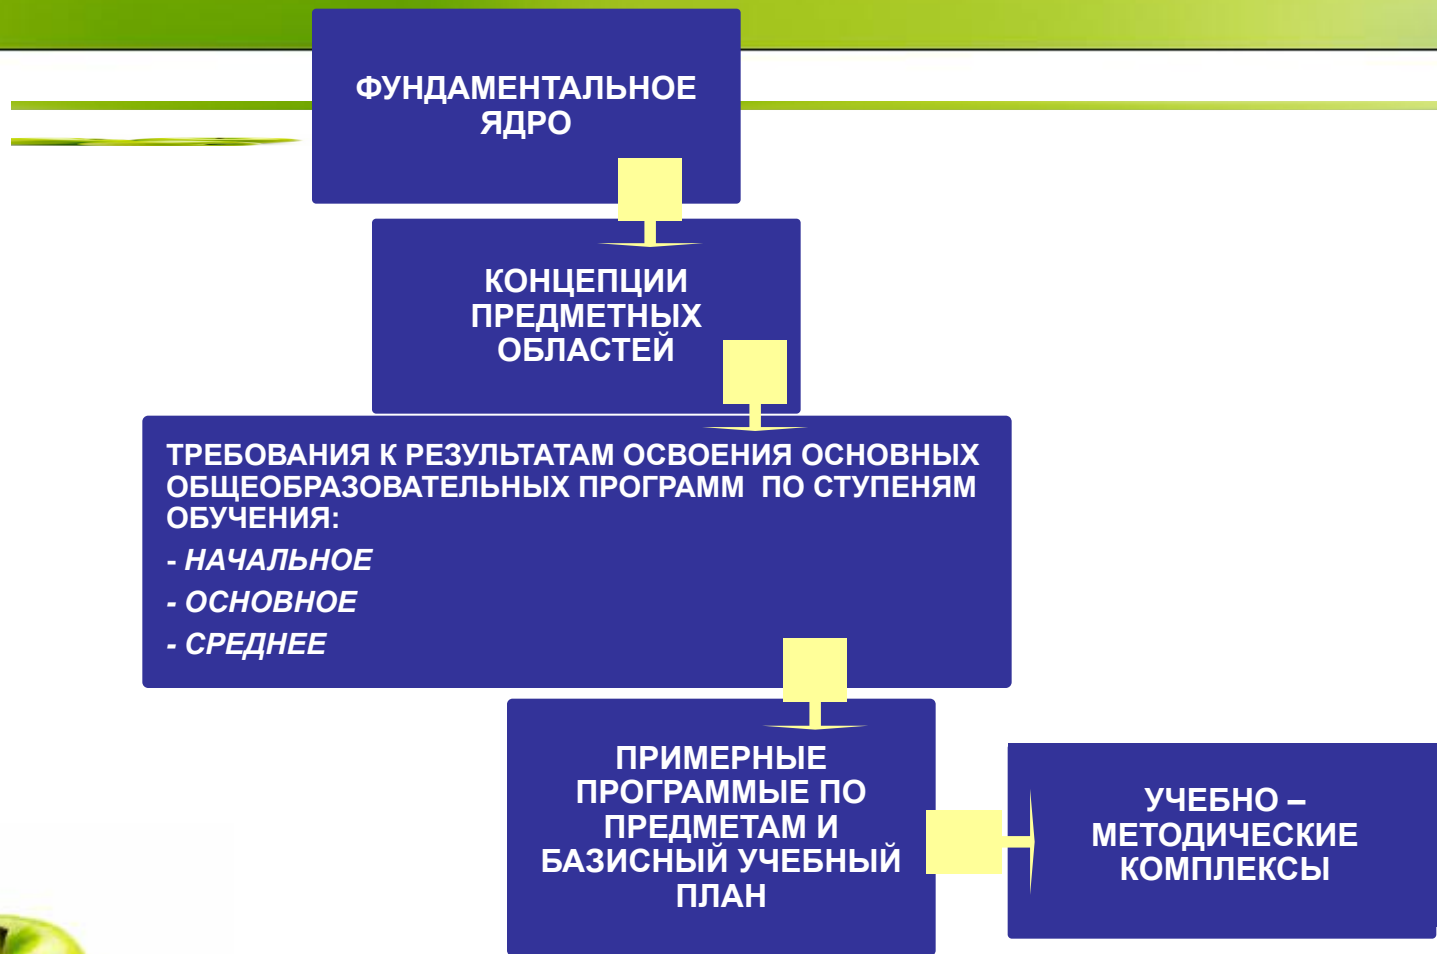 ФУНДАМЕНТАЛЬНОЕ
ЯДРО
КОНЦЕПЦИИ
ПРЕДМЕТНЫХ
ОБЛАСТЕЙ
ТРЕБОВАНИЯ К РЕЗУЛЬТАТАМ ОСВОЕНИЯ ОСНОВНЫХ
ОБЩЕОБРАЗОВАТЕЛЬНЫХ ПРОГРАММ  ПО СТУПЕНЯМ
ОБУЧЕНИЯ:
- НАЧАЛЬНОЕ
- ОСНОВНОЕ
- СРЕДНЕЕ
ПРИМЕРНЫЕ
ПРОГРАММЫЕ ПО
ПРЕДМЕТАМ И
БАЗИСНЫЙ УЧЕБНЫЙ
ПЛАН
УЧЕБНО –
МЕТОДИЧЕСКИЕ
КОМПЛЕКСЫ